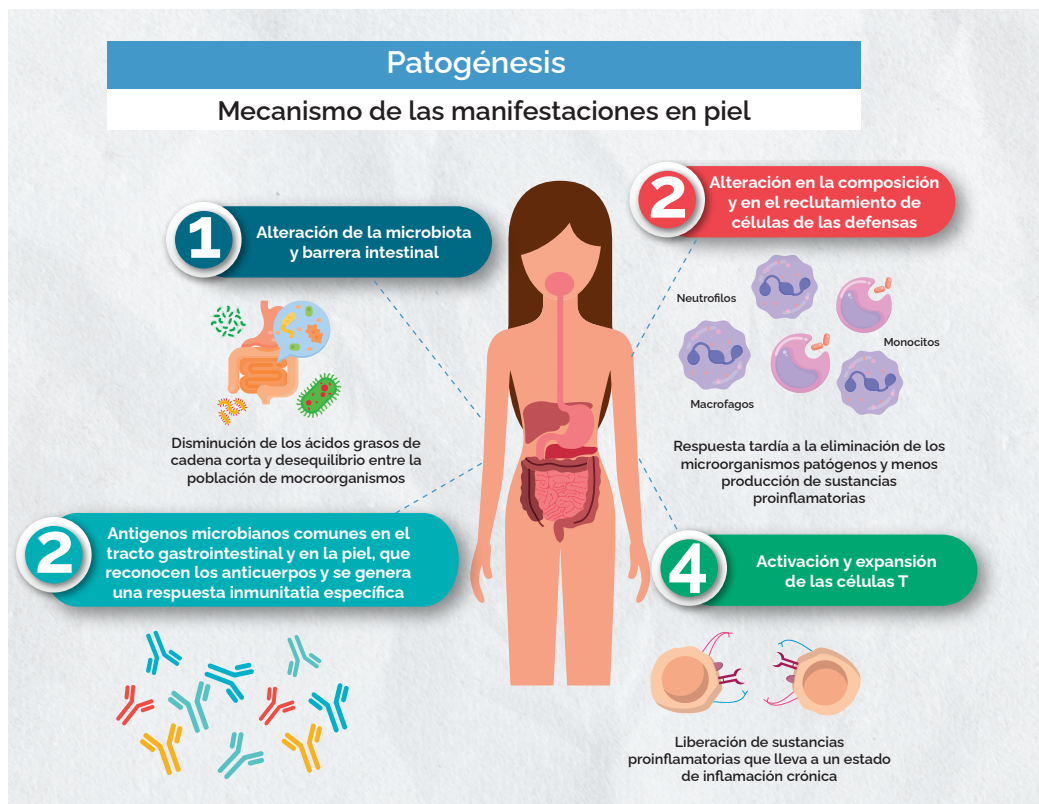 Patogénesis
Mecanismo de las manifestaciones en piel
1
Alteración de la microbiota
y barrera intestinal
Disminución de los ácidos grasos de
cadena corta y desequilibrio entre la
población de mocroorganismos
2
Alteración en la composición
y en el reclutamiento de
células de las defensas
Neutrofilos
Monocitos
Macrofagos
Respuesta tardía a la eliminación de los
microorganismos patógenos y menos
producción de sustancias
proinflamatorias
2
Antigenos microbianos comunes en el
tracto gastrointestinal y en la piel, que
reconocen los anticuerpos y se genera
una respuesta inmunitatia específica
4
Activación y expansión
de las células T
Liberación de sustancias
proinflamatorias que lleva a un estado
de inflamación crónica